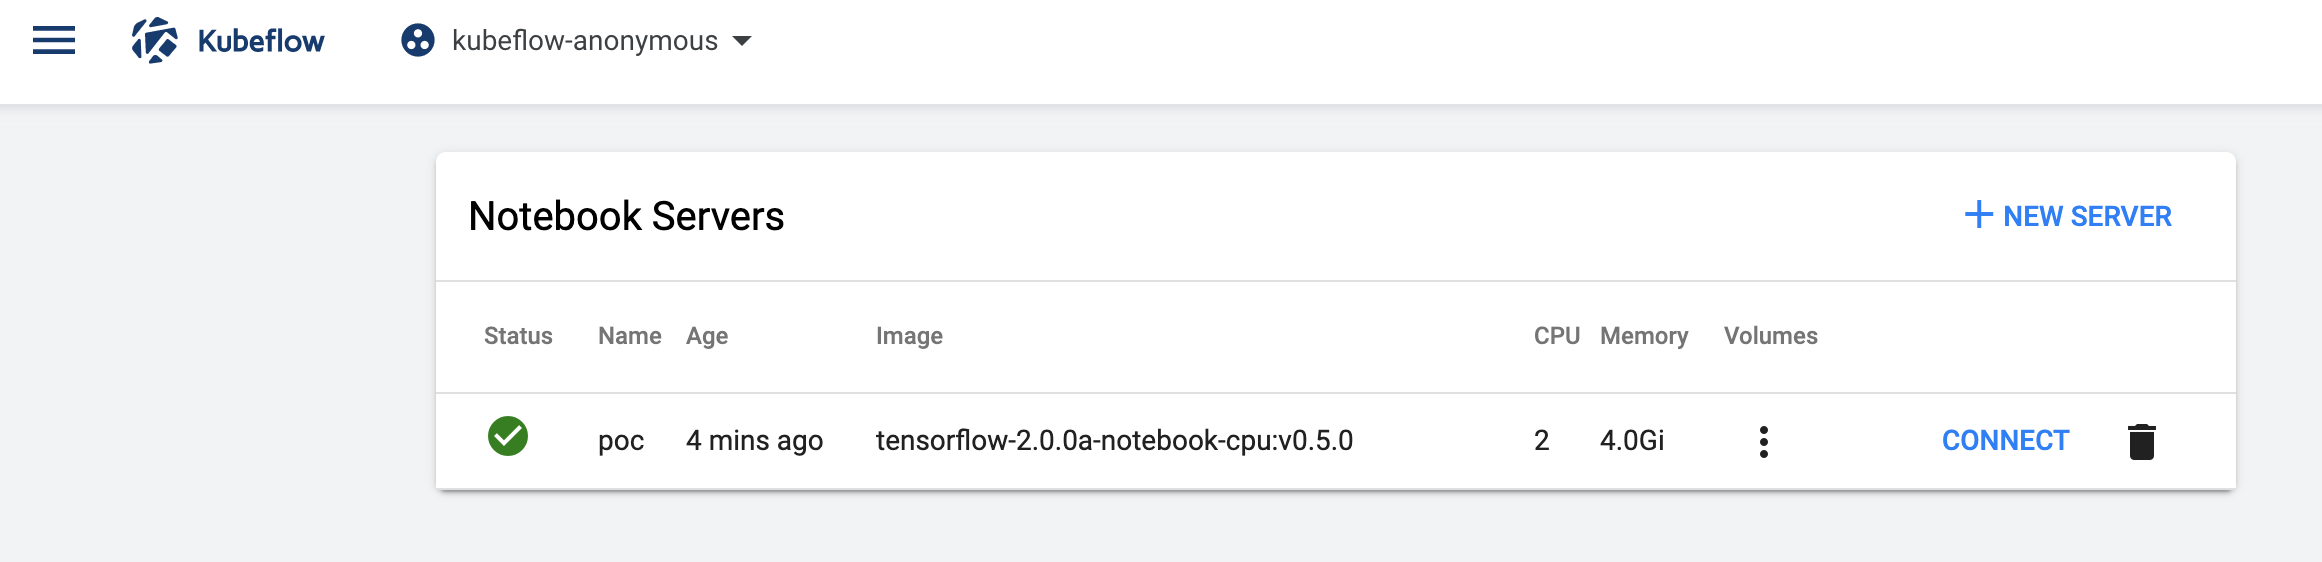 Kubeflow kubeflow-anonymous
Notebook Servers
NEW SERVER
Status Name Age Image CPU Memory Volumes
poc 4 mins ago tensorflow-2.0.0a-notebook-cpu:v0.5.0 2 4.0Gi CONNECT